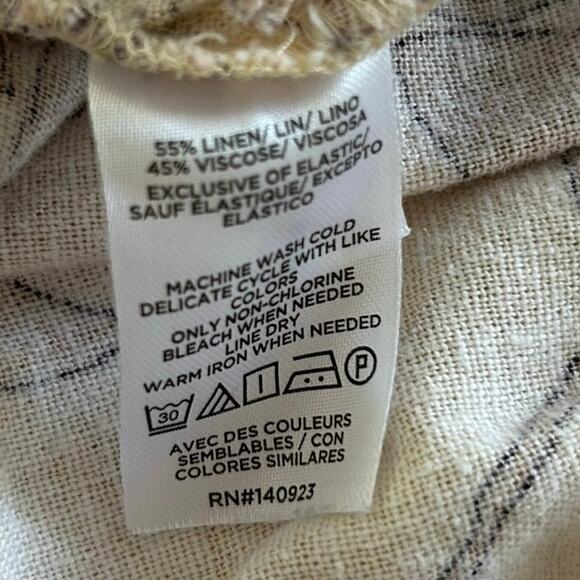 55% LINEN/ LIN/ LINO
45% VISCOSE/ VISCOSA
EXCLUSIVE OF ELASTIC/
SAUF ÉLASTIQUE/ EXCEPTO
ELÁSTICO
MACHINE WASH COLD
DELICATE CYCLE WITH LIKE
COLORS
ONLY NON-CHLORINE
BLEACH WHEN NEEDED
LINE DRY
WARM IRON WHEN NEEDED
30 P
AVEC DES COULEURS
SEMBLABLES / CON
COLORES SIMILARES
RN#140923